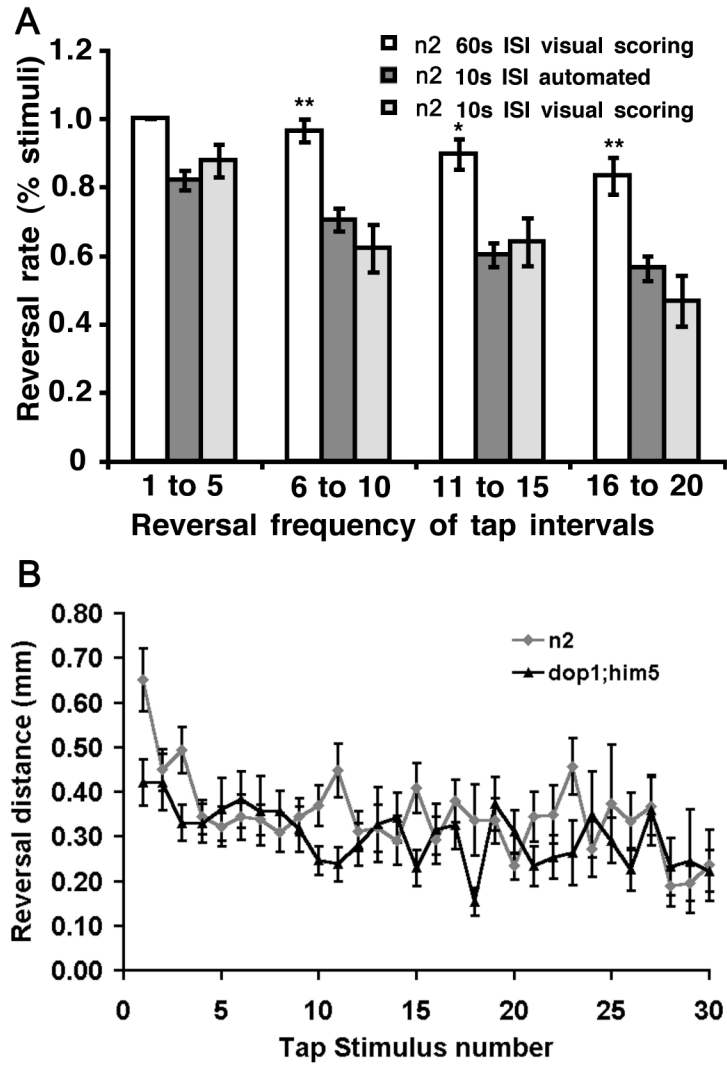 A
1.2
1.0
0.8
0.6
0.4
0.2
0
Reversal rate (% stimuli)
n2 60s ISI visual scoring
n2 10s ISI automated
n2 10s ISI visual scoring
**
*
**
1 to 5
6 to 10
11 to 15
16 to 20
Reversal frequency of tap intervals
B
0.80
0.70
0.60
0.50
0.40
0.30
0.20
0.10
0.00
Reversal distance (mm)
n2
dop1;him5
0
5
10
15
20
25
30
Tap Stimulus number